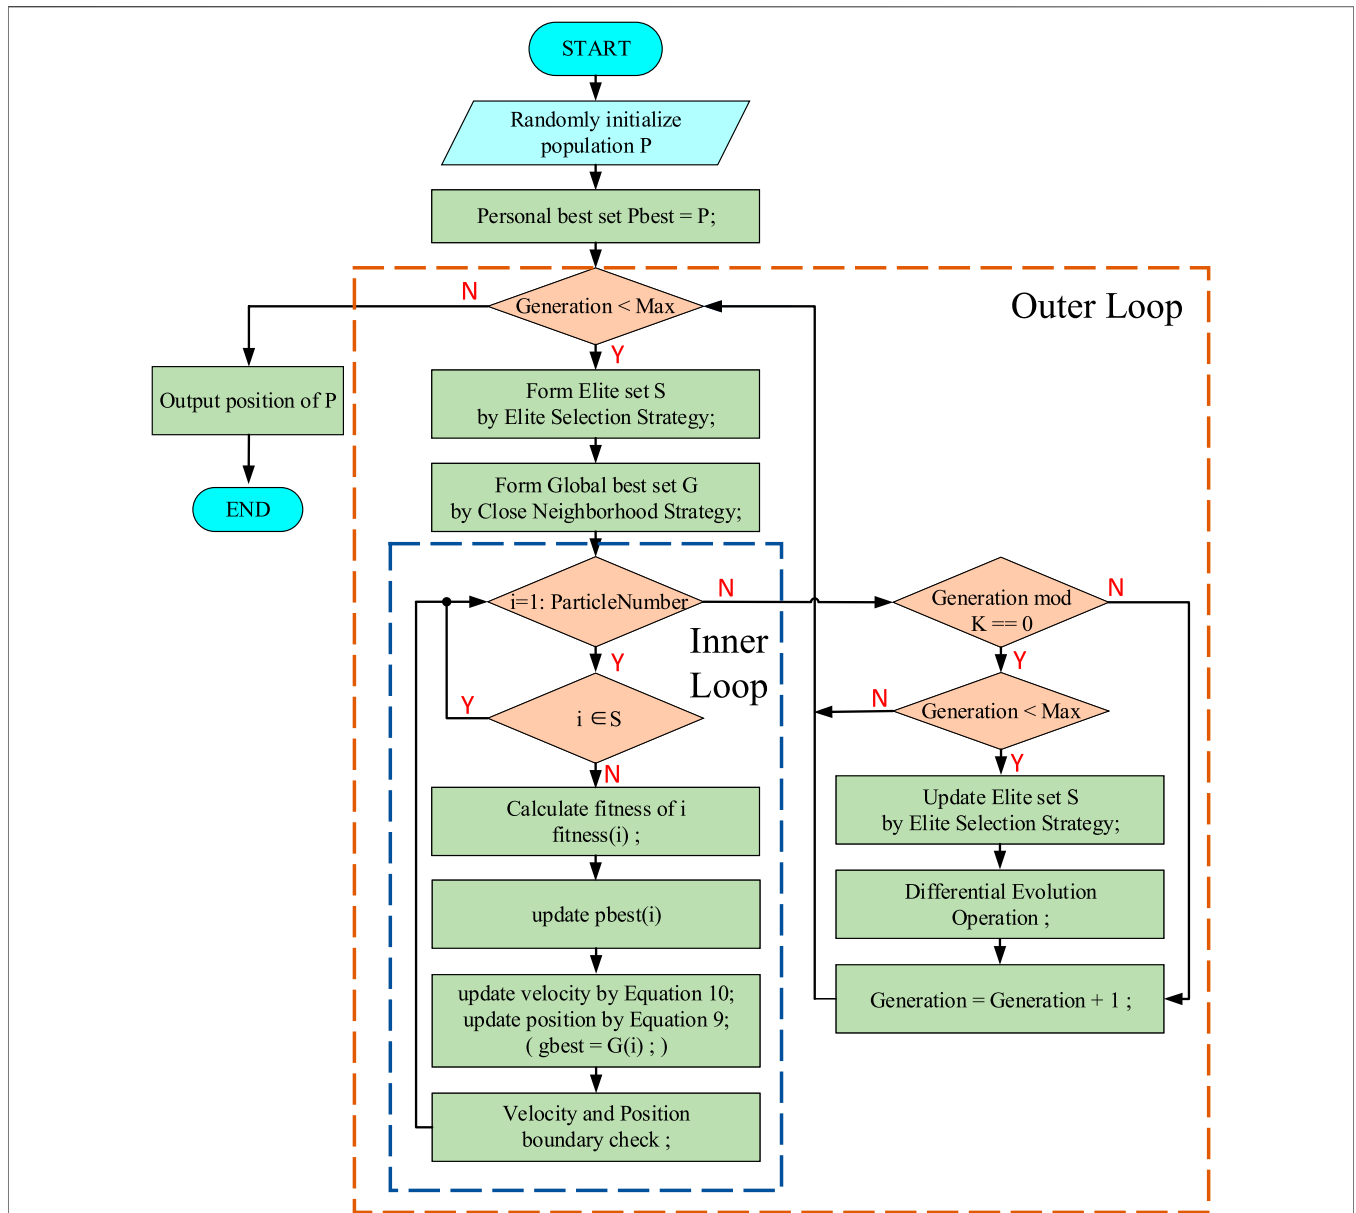 START
Randomly initialize
population P
Personal best set Pbest = P;
Outer Loop
N
Generation < Max
Y
Output position of P
END
Form Elite set S
by Elite Selection Strategy;
Form Global best set G
by Close Neighborhood Strategy;
i=1: ParticleNumber
N
Inner
Loop
Y
Y
i ∈S
N
Calculate fitness of i
fitness(i) ;
update pbest(i)
update velocity by Equation 10;
update position by Equation 9;
( gbest = G(i) ; )
Velocity and Position
boundary check ;
Generation mod
K == 0
N
Y
N
Generation < Max
Y
Update Elite set S
by Elite Selection Strategy;
Differential Evolution
Operation ;
Generation = Generation + 1 ;